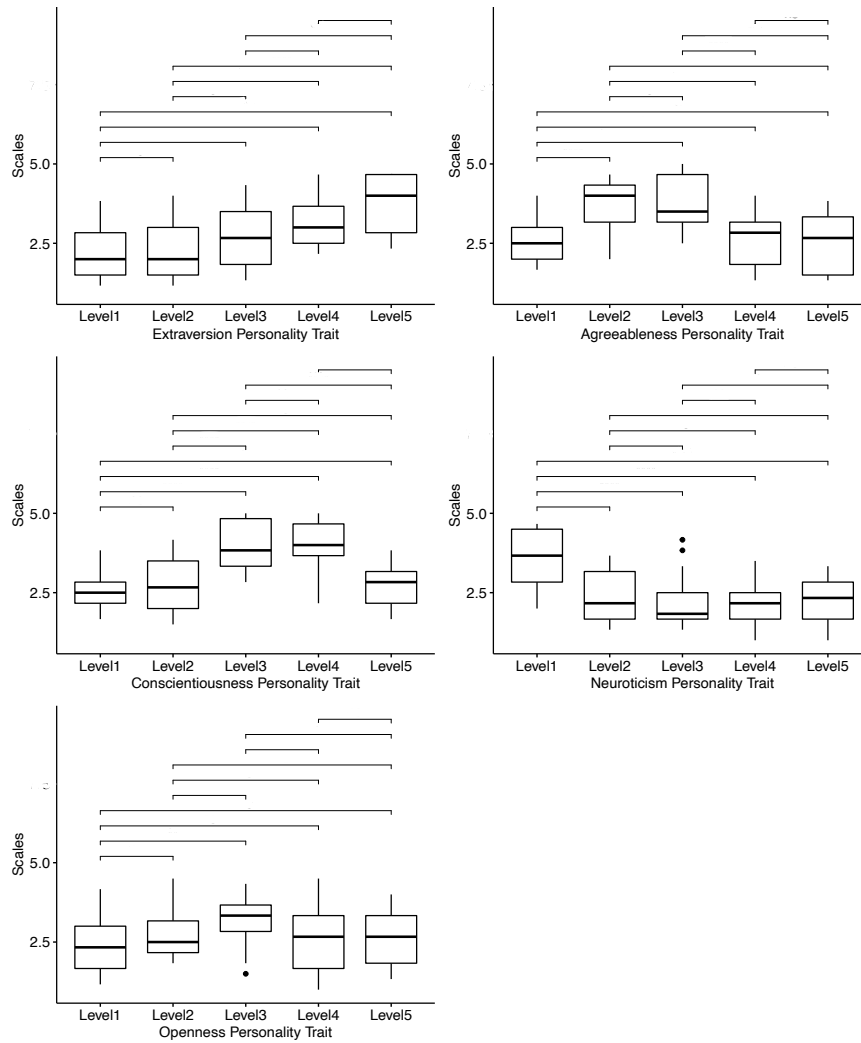 Scales
5.0
2.5
Level1 Level2 Level3 Level4 Level5
Extraversion Personality Trait
Scales
5.0
2.5
Level1 Level2 Level3 Level4 Level5
Agreeableness Personality Trait
Scales
5.0
2.5
Level1 Level2 Level3 Level4 Level5
Conscientiousness Personality Trait
Scales
5.0
2.5
Level1 Level2 Level3 Level4 Level5
Neuroticism Personality Trait
Scales
5.0
2.5
Level1 Level2 Level3 Level4 Level5
Openness Personality Trait